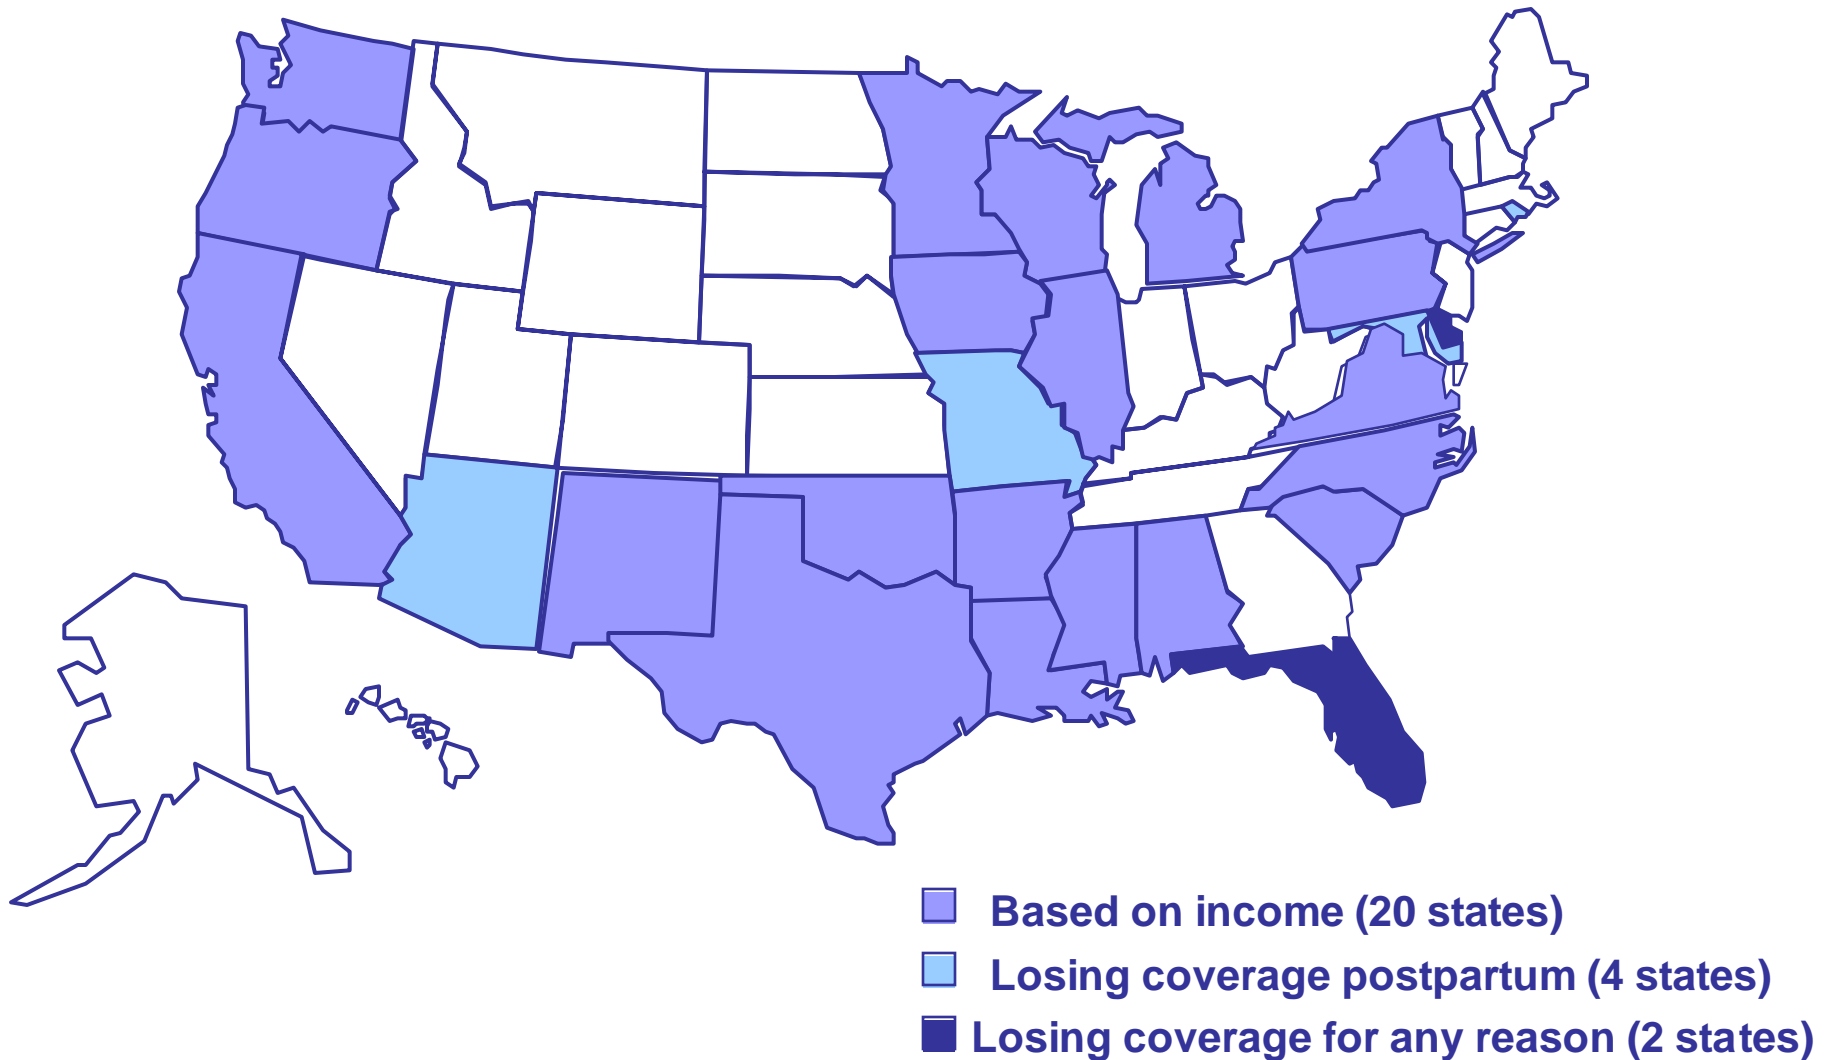 Based on income (20 states)
Losing coverage postpartum (4 states)
Losing coverage for any reason (2 states)